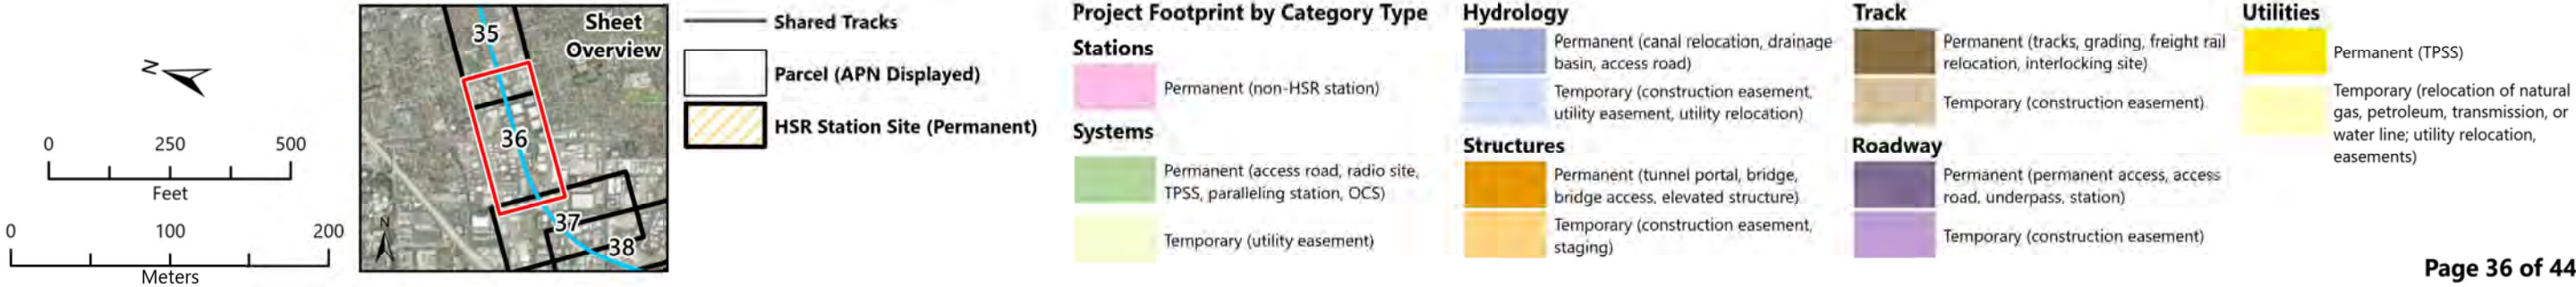 N
0 250 500
Feet
0 100 200
Meters
Sheet
Overview
35
36
37
38
N
Shared Tracks
Parcel (APN Displayed)
HSR Station Site (Permanent)
Project Footprint by Category Type
Stations
Permanent (non-HSR station)
Systems
Permanent (access road, radio site,
TPSS, paralleling station, OCS)
Temporary (utility easement)
Hydrology
Permanent (canal relocation, drainage
basin, access road)
Temporary (construction easement,
utility easement, utility relocation)
Structures
Permanent (tunnel portal, bridge,
bridge access, elevated structure)
Temporary (construction easement,
staging)
Track
Permanent (tracks, grading, freight rail
relocation, interlocking site)
Temporary (construction easement)
Roadway
Permanent (permanent access, access
road, underpass, station)
Temporary (construction easement)
Utilities
Permanent (TPSS)
Temporary (relocation of natural
gas, petroleum, transmission, or
water line; utility relocation,
easements)
Page 36 of 44